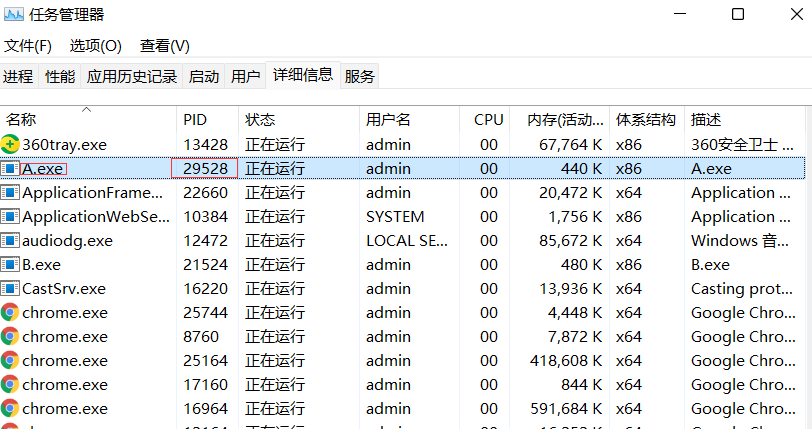 任务管理器
文件(F) 选项(O) 查看(V)
进程 性能 应用历史记录 启动 用户 详细信息 服务
名称 PID 状态 用户名 CPU 内存(活动... 体系结构 描述
360tray.exe 13428 正在运行 admin 00 67,764 K x86 360安全卫士 ...
A.exe 29528 正在运行 admin 00 440 K x86 A.exe
ApplicationFrame... 22660 正在运行 admin 00 20,472 K x64 Application ...
ApplicationWebSe... 10384 正在运行 SYSTEM 00 1,756 K x86 Application ...
audiodg.exe 12472 正在运行 LOCAL SE... 00 85,672 K x64 Windows 音...
B.exe 21524 正在运行 admin 00 480 K x86 B.exe
CastSrv.exe 16220 正在运行 admin 00 13,936 K x64 Casting prot...
chrome.exe 25744 正在运行 admin 00 4,448 K x64 Google Chro...
chrome.exe 8760 正在运行 admin 00 7,872 K x64 Google Chro...
chrome.exe 25164 正在运行 admin 00 418,608 K x64 Google Chro...
chrome.exe 17160 正在运行 admin 00 844 K x64 Google Chro...
chrome.exe 16964 正在运行 admin 00 591,684 K x64 Google Chro...